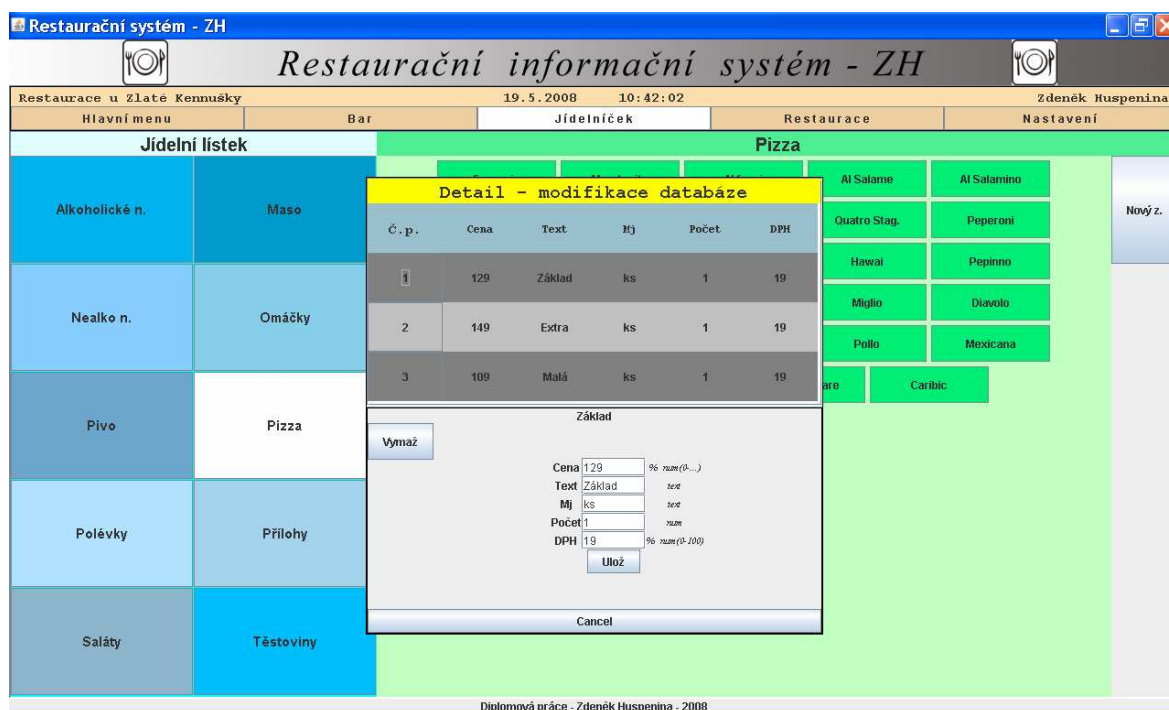 Restaurační systém - ZH
Restaurační informační systém - ZH
Restaurace u Zlaté Kennušky 19.5.2008 10:42:02 Zdeněk Huspenina
Hlavní menu Bar Jídelníček Restaurace Nastavení
Jídelní lístek Pizza
Alkoholické n. Maso
Nealko n. Omáčky
Pivo Pizza
Polévky Přílohy
Saláty Těstoviny
Al Salame Al Salamino
Quatro Stag. Peperoni
Hawai Pepinno
Miglio Diavolo
Pollo Mexicana
are Caribic
Nový z.
Detail - modifikace databáze
Č.p. Cena Text Mj Počet DPH
1 129 Základ ks 1 19
2 149 Extra ks 1 19
3 109 Malá ks 1 19
Základ
Vymaž
Cena 129 % num(0-...)
Text Základ text
Mj ks text
Počet 1 num
DPH 19 % num(0-100)
Ulož
Cancel
Diplomová práce - Zdeněk Huspenina - 2008